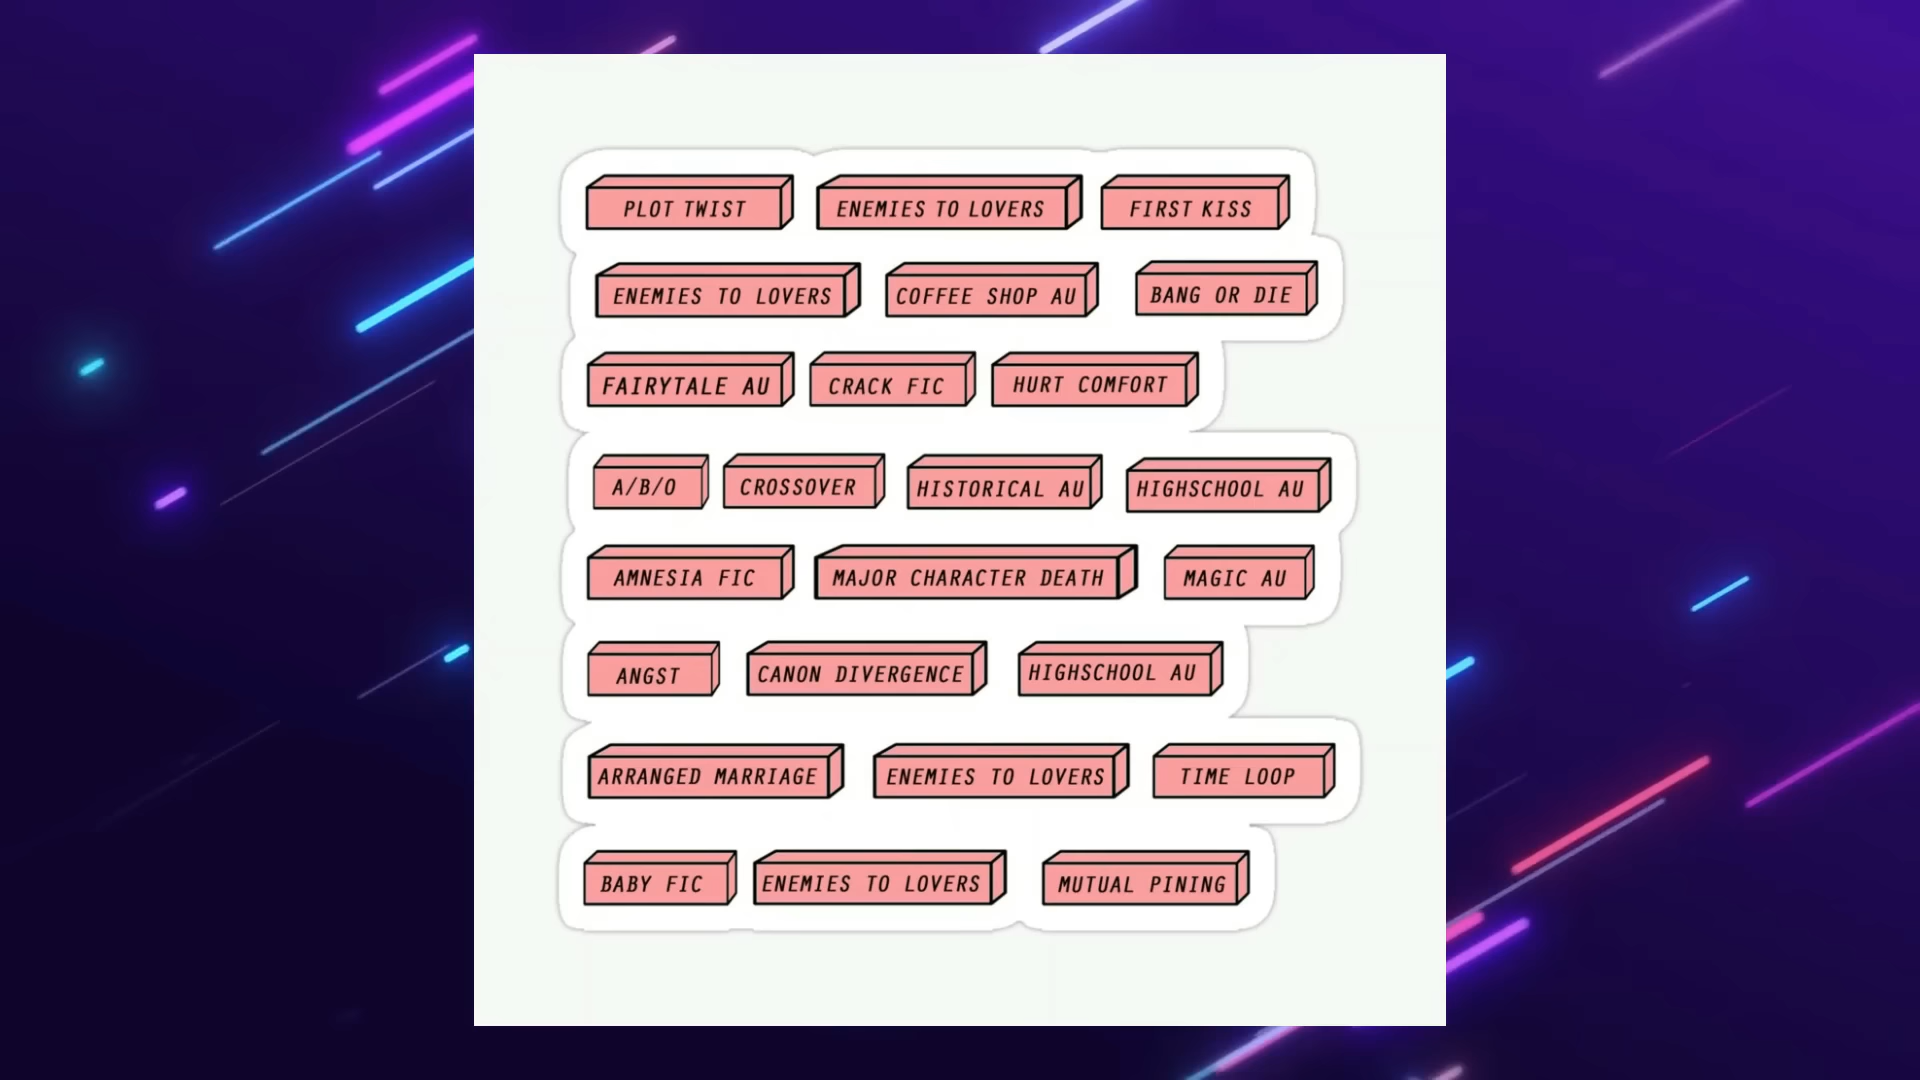 PLOT TWIST ENEMIES TO LOVERS FIRST KISS
ENEMIES TO LOVERS COFFEE SHOP AU BANG OR DIE
FAIRYTALE AU CRACK FIC HURT COMFORT
A/B/O CROSSOVER HISTORICAL AU HIGHSCHOOL AU
AMNESIA FIC MAJOR CHARACTER DEATH MAGIC AU
ANGST CANON DIVERGENCE HIGHSCHOOL AU
ARRANGED MARRIAGE ENEMIES TO LOVERS TIME LOOP
BABY FIC ENEMIES TO LOVERS MUTUAL PINING